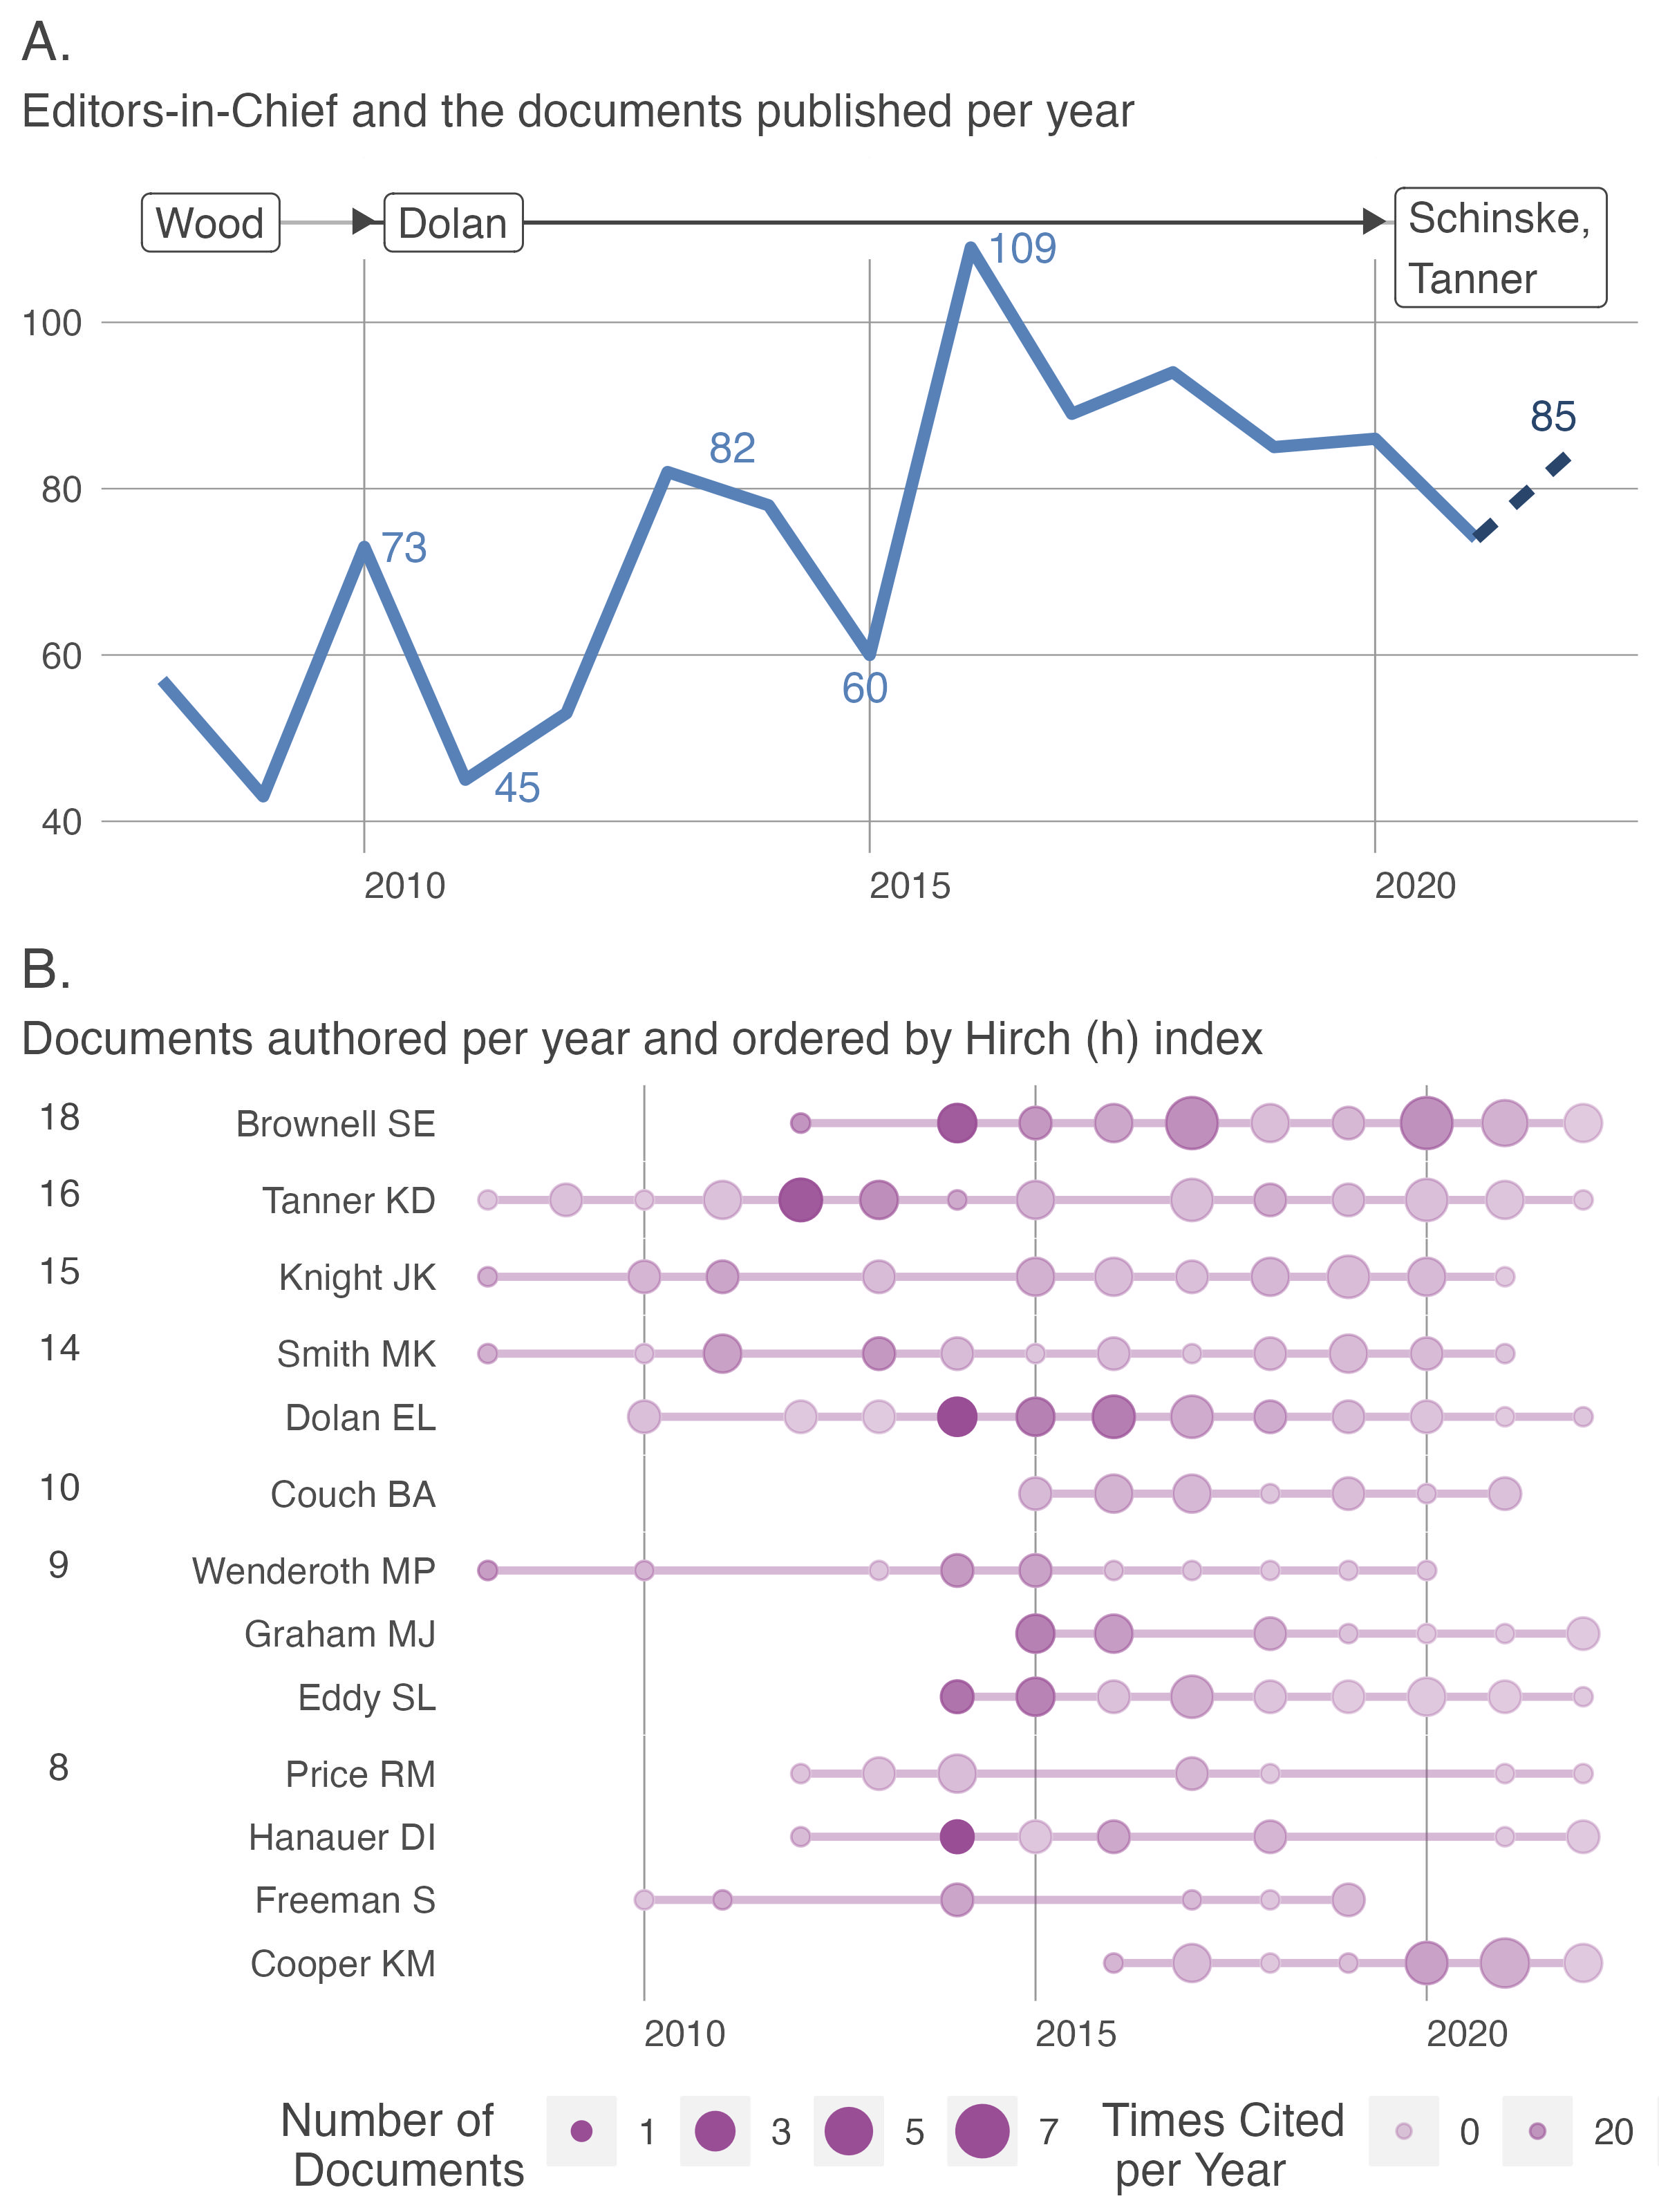 A.
Editors-in-Chief and the documents published per year
Wood
Dolan
Schinske,
Tanner
109
100
85
82
80
73
60
60
45
40
2010 2015 2020
B.
Documents authored per year and ordered by Hirch (h) index
18 Brownell SE
16 Tanner KD
15 Knight JK
14 Smith MK
Dolan EL
10 Couch BA
9 Wenderoth MP
Graham MJ
Eddy SL
8 Price RM
Hanauer DI
Freeman S
Cooper KM
2010 2015 2020
Number of
Documents
1 3 5 7
Times Cited
per Year
0 20